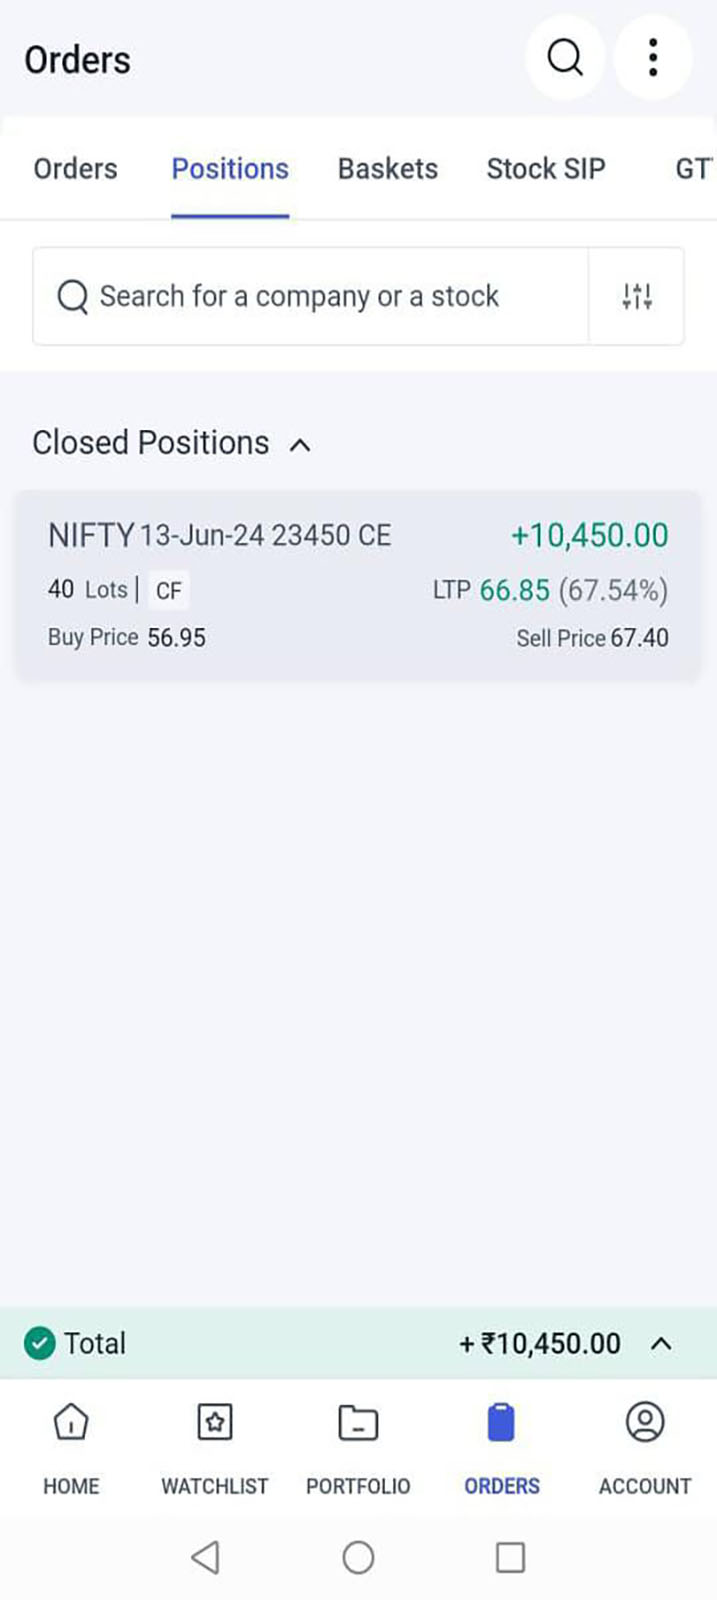 Orders
Orders Positions Baskets Stock SIP GT
Search for a company or a stock
Closed Positions
NIFTY 13-Jun-24 23450 CE +10,450.00
40 Lots | CF LTP 66.85 (67.54%)
Buy Price 56.95 Sell Price 67.40
Total + ₹10,450.00
HOME WATCHLIST PORTFOLIO ORDERS ACCOUNT